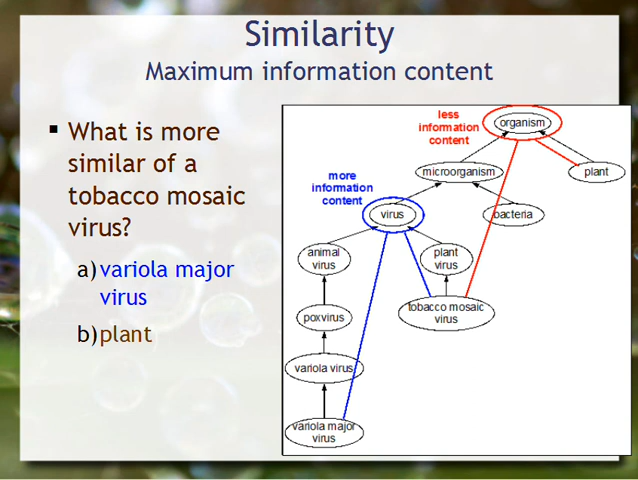 Similarity
Maximum information content
▪ What is more
similar of a
tobacco mosaic
virus?
a) variola major
virus
b) plant
less
information
content
organism
more
information
content
microorganism
plant
virus
bacteria
animal
virus
plant
virus
poxvirus
tobacco mosaic
virus
variola virus
variola major
virus